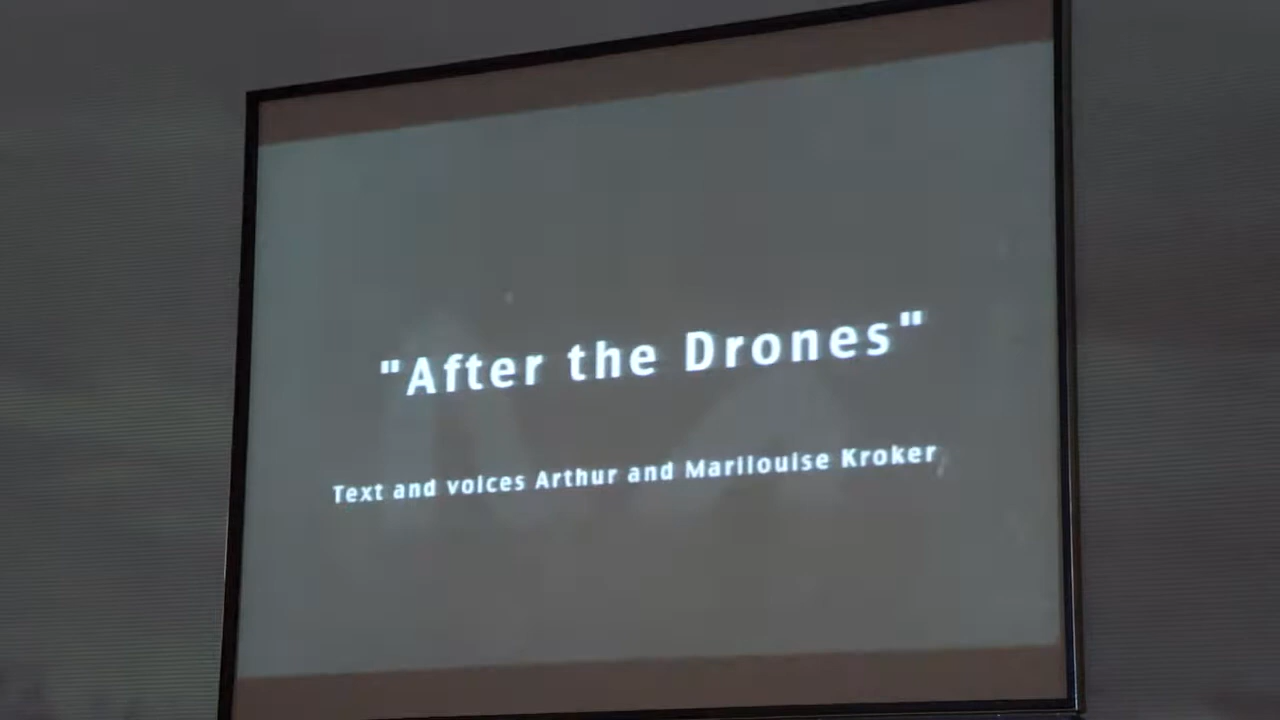 "After the Drones"
Text and voices Arthur and Marilouise Kroker